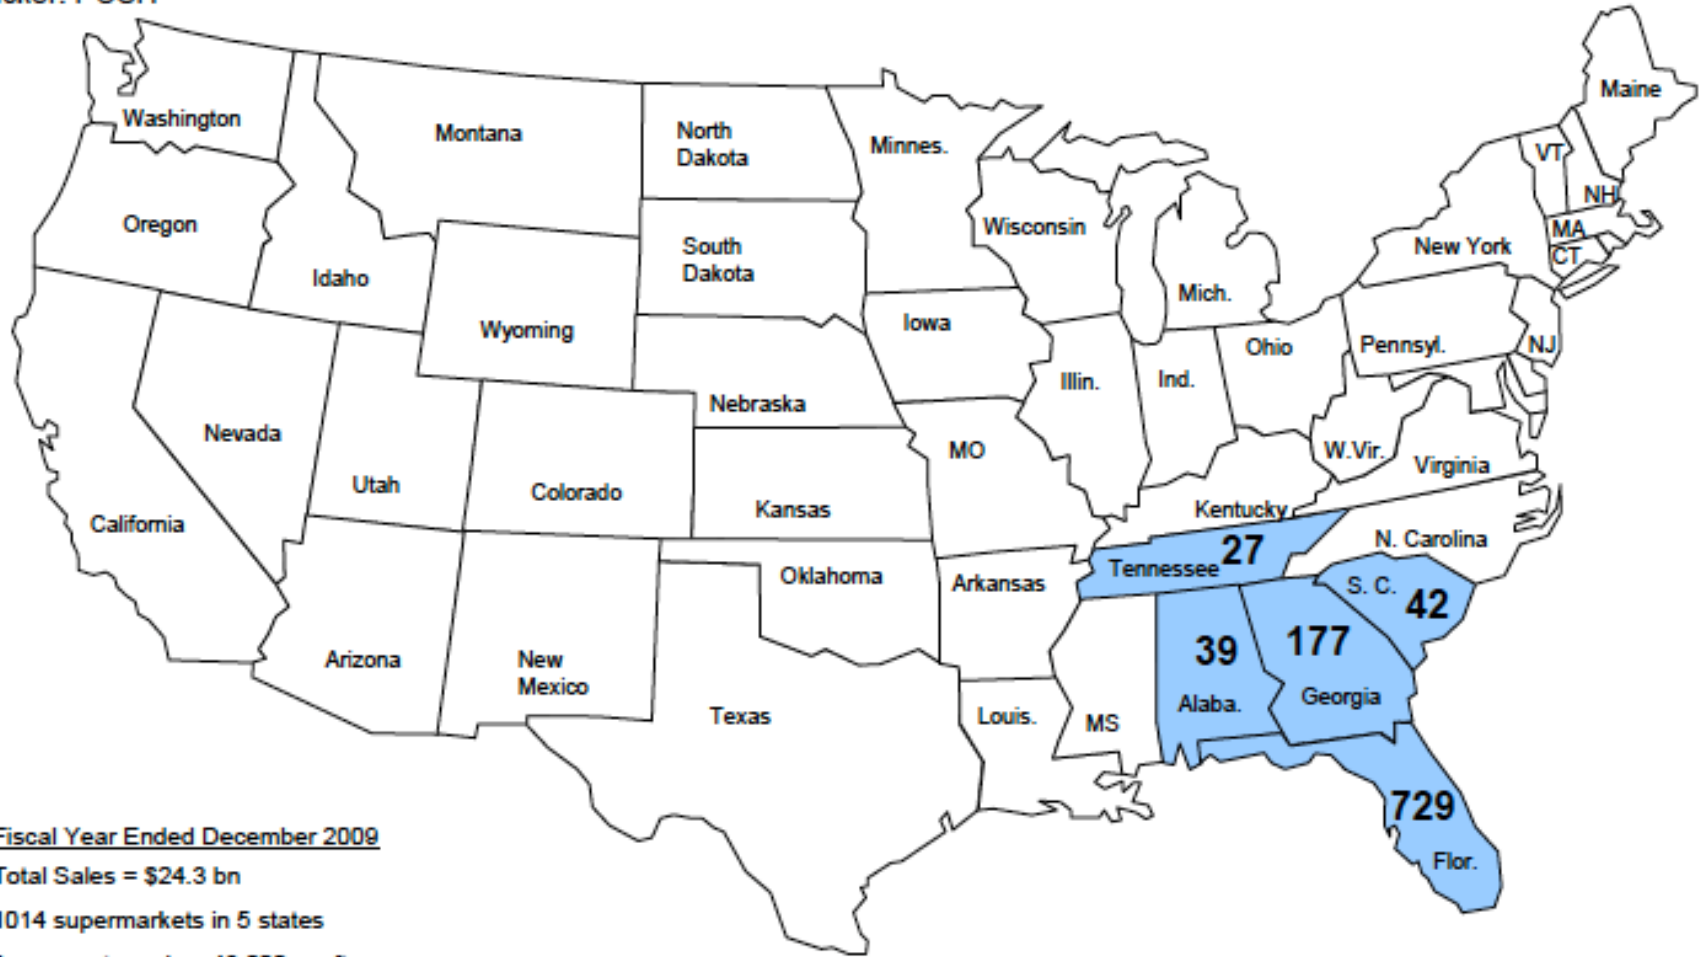 Maine
Washington
Montana
North
Dakota
Minnes.
VT
NH
Oregon
Wisconsin
MA
New York
CT
South
Dakota
Idaho
Mich.
Wyoming
Iowa
Ohio
Pennsyl.
NJ
Illin.
Ind.
Nebraska
Nevada
MO
W.Vir.
Virginia
Utah
Colorado
Kansas
Kentucky
California
N. Carolina
Tennessee 27
Oklahoma
Arkansas
S. C. 42
Arizona
New
Mexico
39
177
Georgia
Alaba.
Texas
Louis.
MS
729
Flor.
Fiscal Year Ended December 2009
Total Sales = $24.3 bn
1014 supermarkets in 5 states